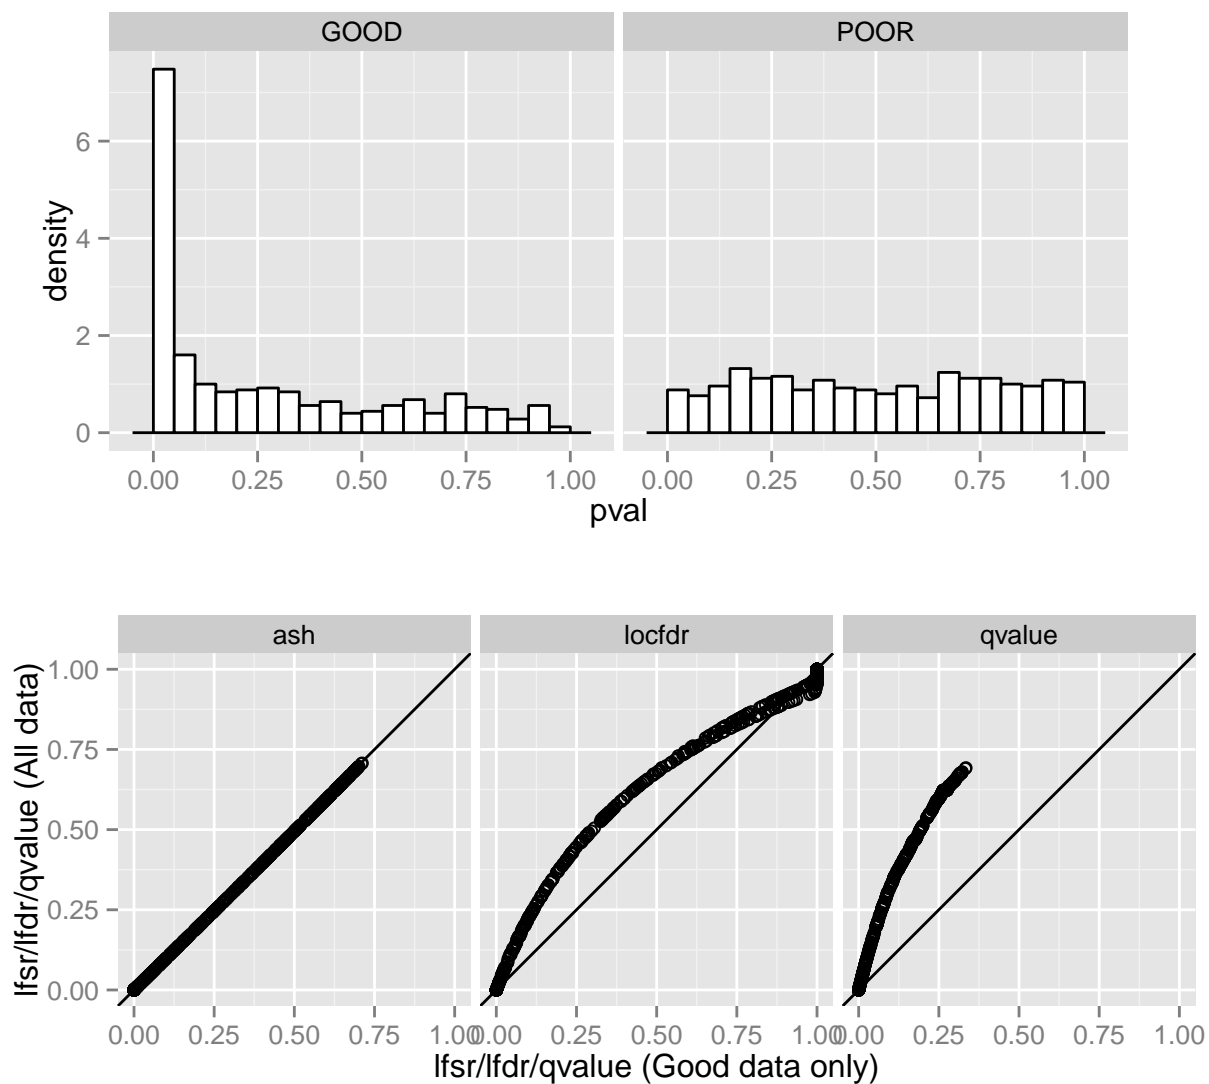 GOOD POOR
6
4
2
0
density
0.00 0.25 0.50 0.75 1.00 0.00 0.25 0.50 0.75 1.00
pval
ash locfdr qvalue
1.00
0.75
0.50
0.25
0.00
lfsr/lfdr/qvalue (All data)
0.00 0.25 0.50 0.75 1.00 0.00 0.25 0.50 0.75 1.00 0.00 0.25 0.50 0.75 1.00
lfsr/lfdr/qvalue (Good data only)